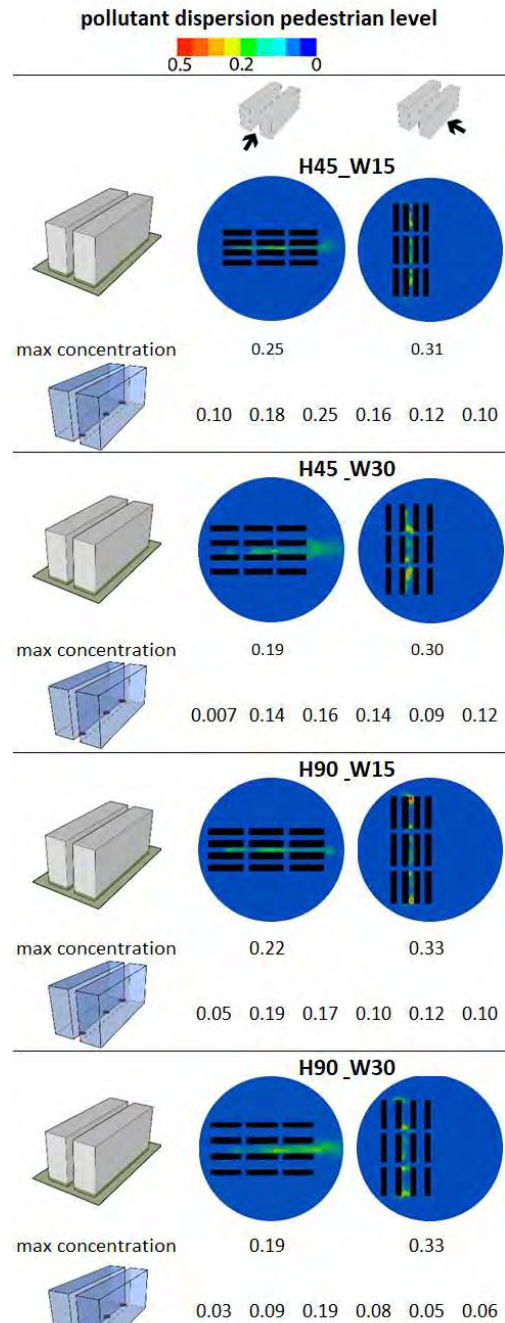 pollutant dispersion pedestrian level
0.5 0.2 0
H45_W15
max concentration 0.25 0.31
0.10 0.18 0.25 0.16 0.12 0.10
H45_W30
max concentration 0.19 0.30
0.007 0.14 0.16 0.14 0.09 0.12
H90_W15
max concentration 0.22 0.33
0.05 0.19 0.17 0.10 0.12 0.10
H90_W30
max concentration 0.19 0.33
0.03 0.09 0.19 0.08 0.05 0.06